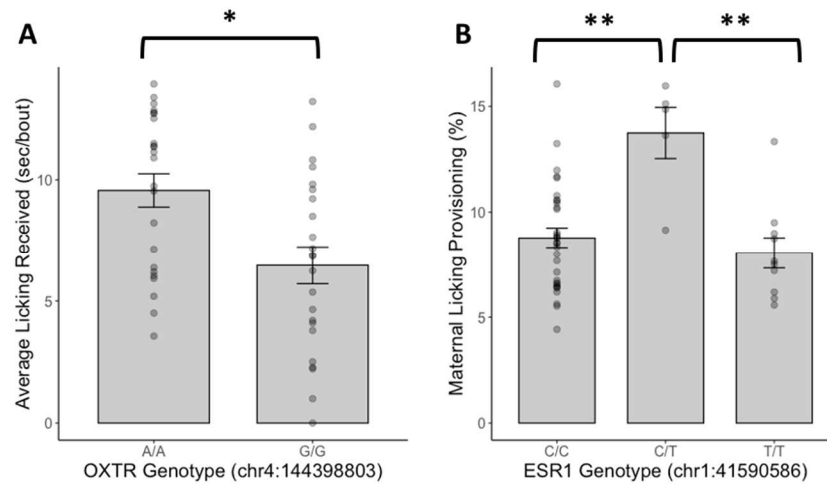 A
*
Average Licking Received (sec/bout)
10
5
0
A/A
G/G
OXTR Genotype (chr4:144398803)
B
**
**
Maternal Licking Provisioning (%)
15
10
5
0
C/C
C/T
T/T
ESR1 Genotype (chr1:41590586)